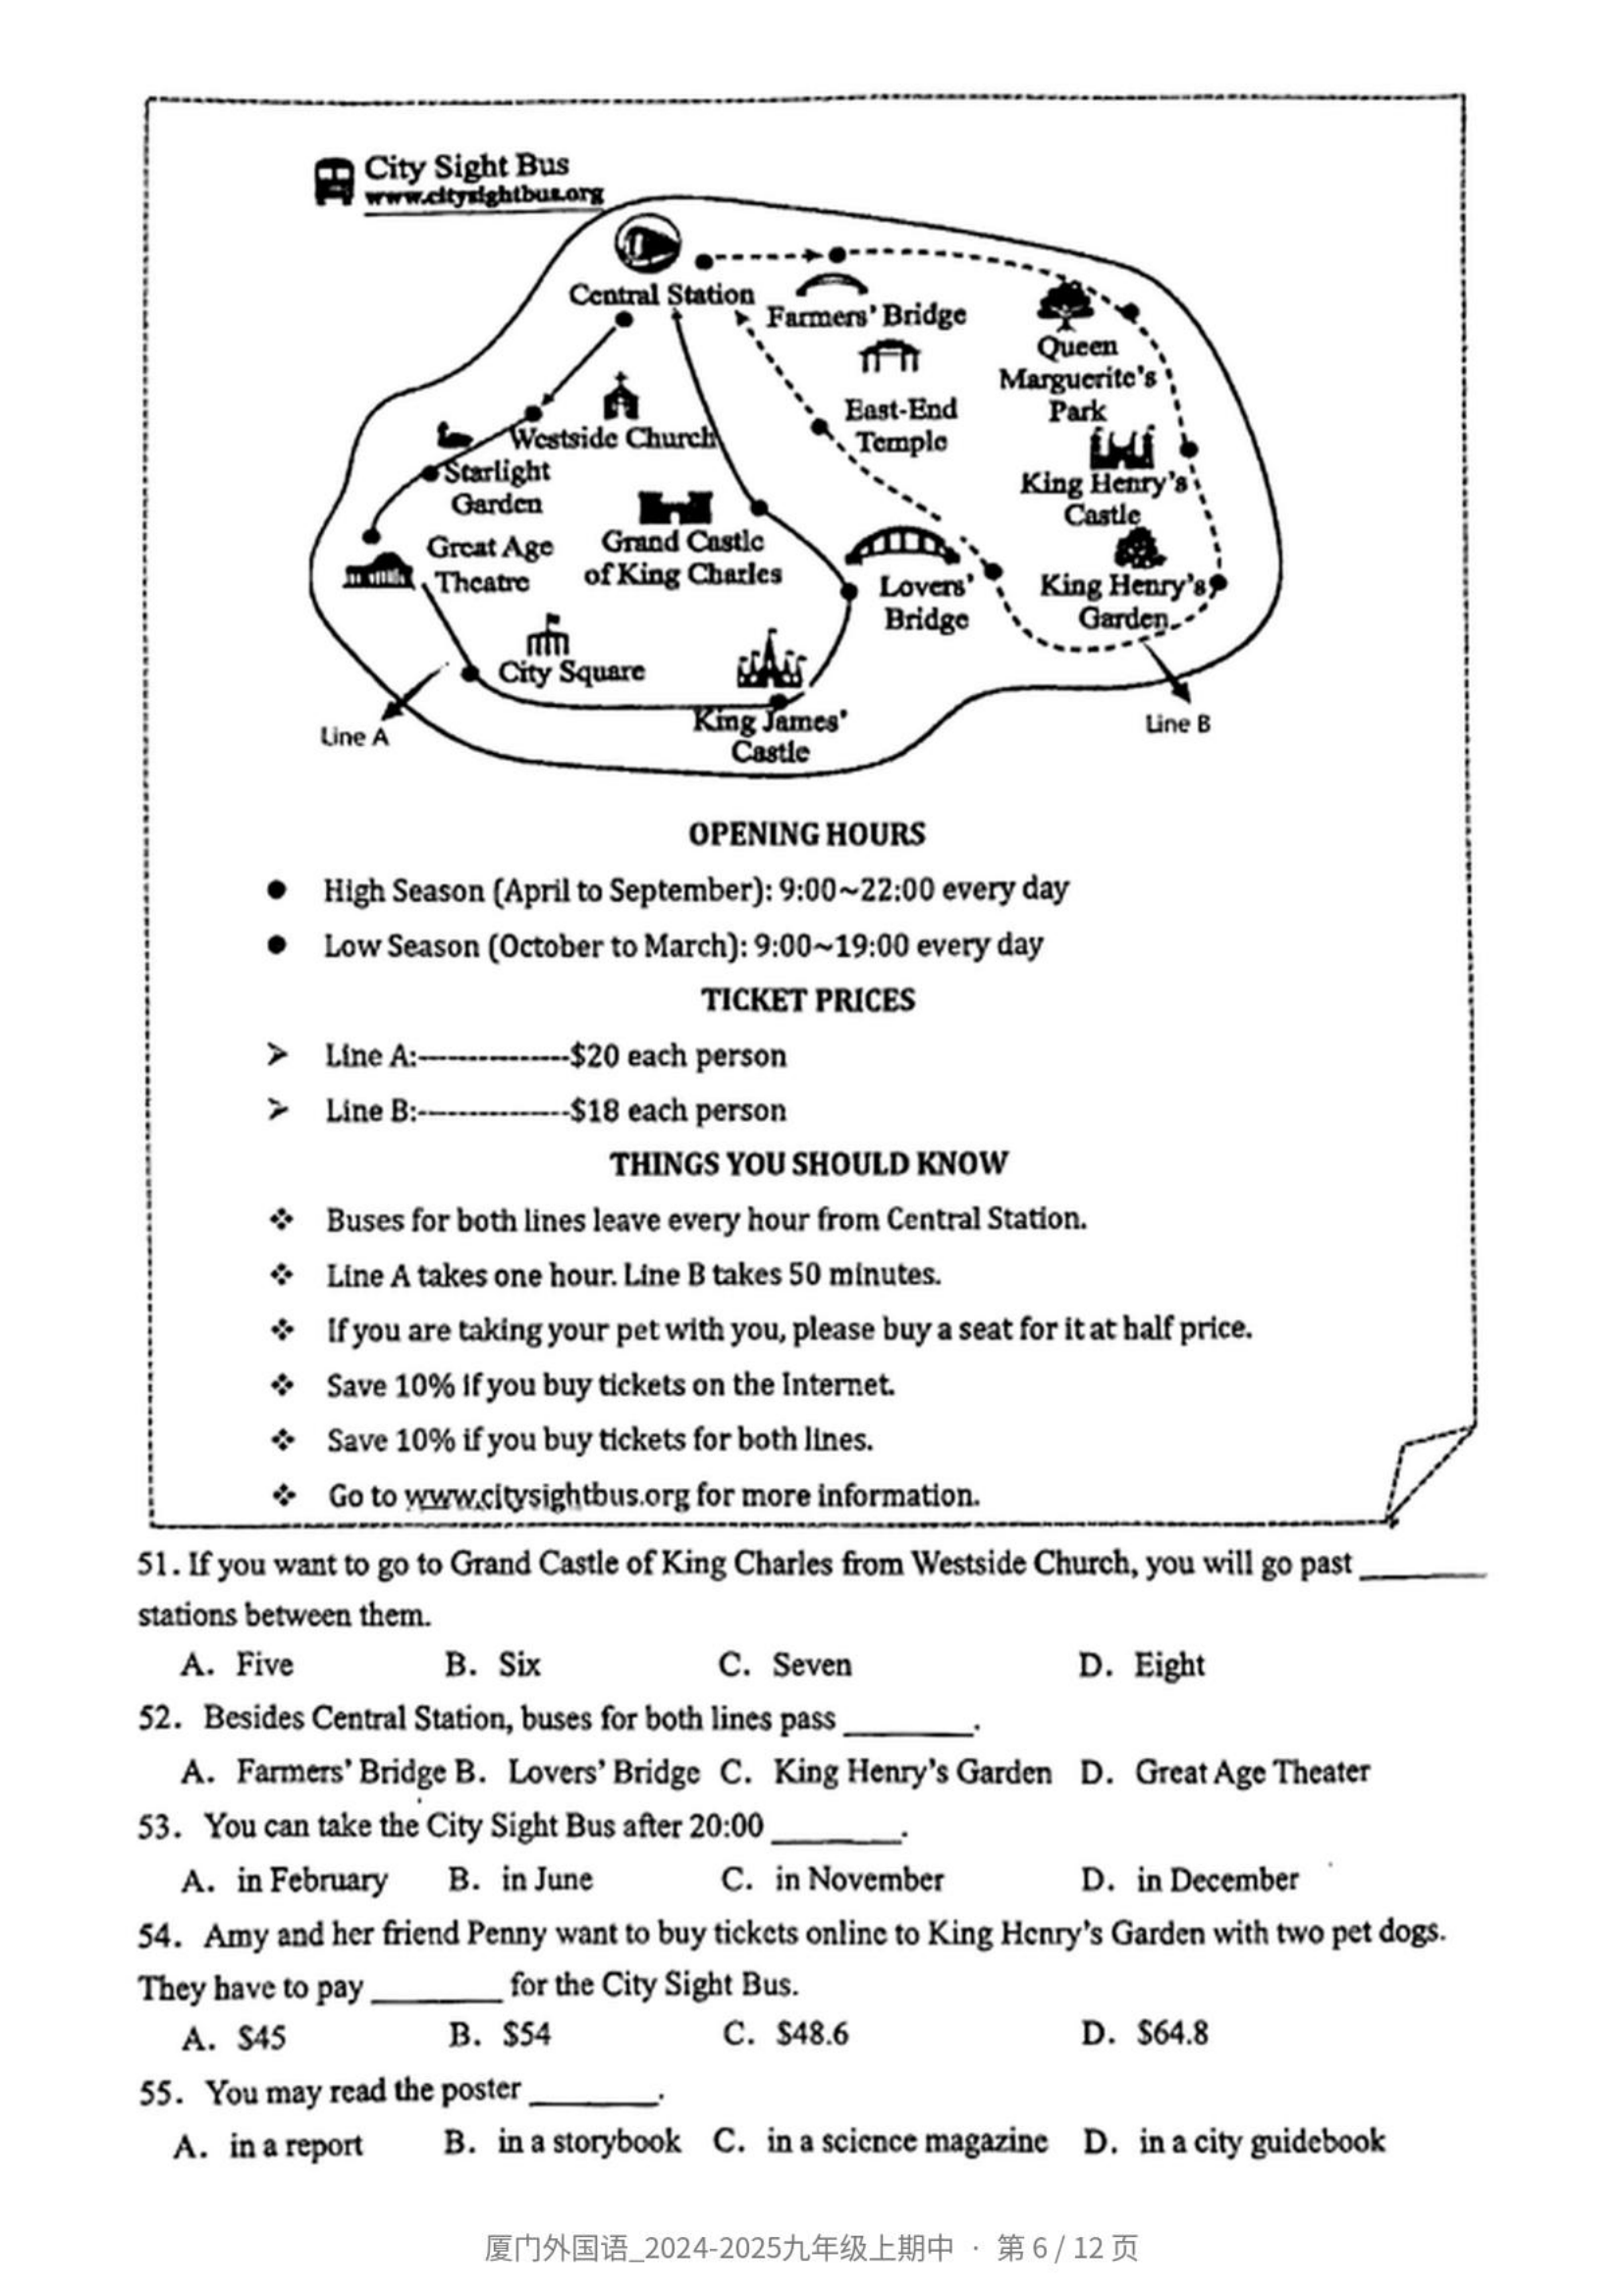 City Sight Bus
www.citysightbus.org
Central Station
Farmers' Bridge
Queen
Marguerite's
Park
East-End
Temple
Westside Church
Starlight
Garden
King Henry's
Castle
Great Age
Theatre
Grand Castle
of King Charles
Lovers'
Bridge
King Henry's
Garden
City Square
King James'
Castle
Line A
Line B
OPENING HOURS
● High Season (April to September): 9:00~22:00 every day
● Low Season (October to March): 9:00~19:00 every day
TICKET PRICES
➢ Line A:---------------$20 each person
➢ Line B:---------------$18 each person
THINGS YOU SHOULD KNOW
❖ Buses for both lines leave every hour from Central Station.
❖ Line A takes one hour. Line B takes 50 minutes.
❖ If you are taking your pet with you, please buy a seat for it at half price.
❖ Save 10% if you buy tickets on the Internet.
❖ Save 10% if you buy tickets for both lines.
❖ Go to www.citysightbus.org for more information.
51. If you want to go to Grand Castle of King Charles from Westside Church, you will go past ________
stations between them.
A. Five B. Six C. Seven D. Eight
52. Besides Central Station, buses for both lines pass ________.
A. Farmers' Bridge B. Lovers' Bridge C. King Henry's Garden D. Great Age Theater
53. You can take the City Sight Bus after 20:00 ________.
A. in February B. in June C. in November D. in December
54. Amy and her friend Penny want to buy tickets online to King Henry's Garden with two pet dogs.
They have to pay ________ for the City Sight Bus.
A. $45 B. $54 C. $48.6 D. $64.8
55. You may read the poster ________.
A. in a report B. in a storybook C. in a science magazine D. in a city guidebook
厦门外国语_2024-2025九年级上期中 · 第 6 / 12 页